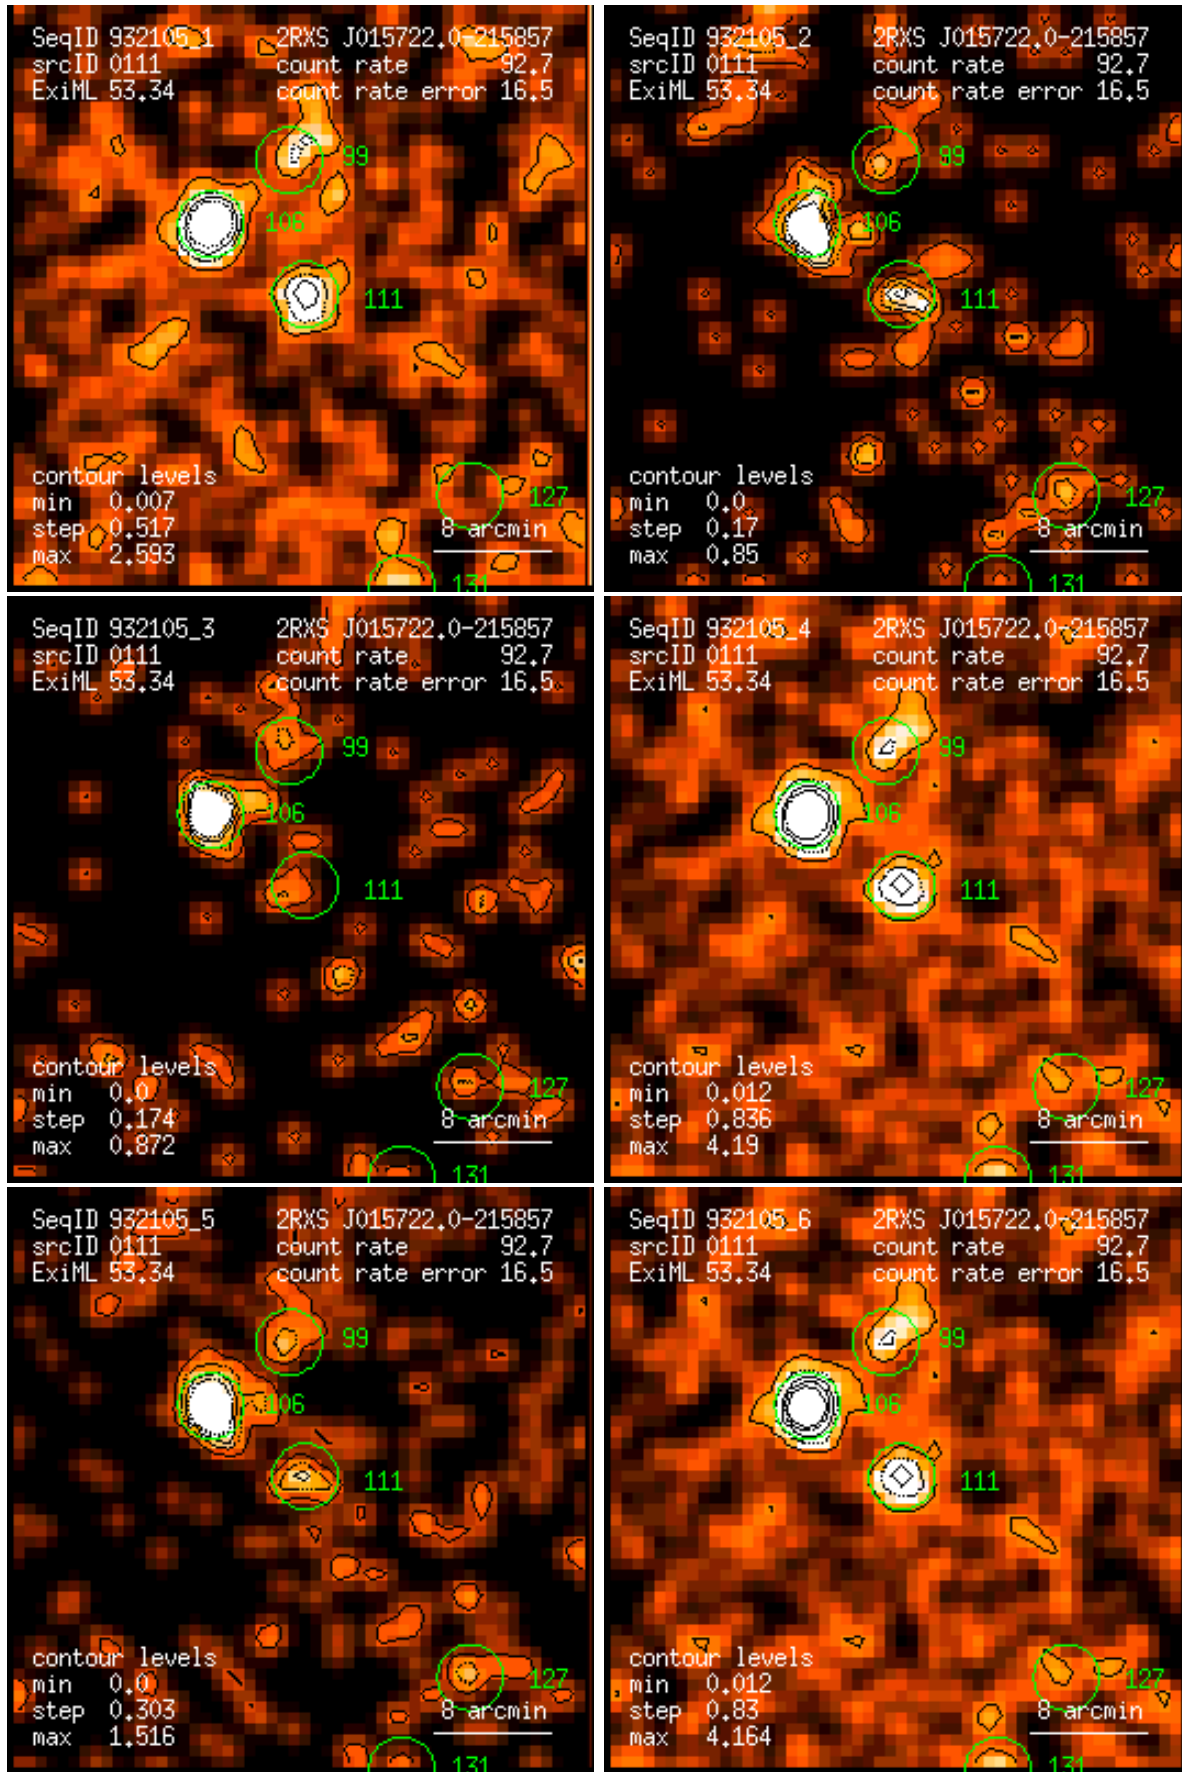 SeqID 932105_1 2RXS J015722.0-215857
srcID 0111 count rate 92.7
ExiML 53.34 count rate error 16.5
99
106
111
contour levels
min 0.007
127
step 0.517
8 arcmin
max 2.593
131
SeqID 932105_2 2RXS J015722.0-215857
srcID 0111 count rate 92.7
ExiML 53.34 count rate error 16.5
99
106
111
contour levels
min 0.0
127
step 0.17
8 arcmin
max 0.85
131
SeqID 932105_3 2RXS J015722.0-215857
srcID 0111 count rate 92.7
ExiML 53.34 count rate error 16.5
99
106
111
contour levels
min 0.0
127
step 0.174
8 arcmin
max 0.872
131
SeqID 932105_4 2RXS J015722.0-215857
srcID 0111 count rate 92.7
ExiML 53.34 count rate error 16.5
99
106
111
contour levels
min 0.012
127
step 0.836
8 arcmin
max 4.19
131
SeqID 932105_5 2RXS J015722.0-215857
srcID 0111 count rate 92.7
ExiML 53.34 count rate error 16.5
99
106
111
contour levels
min 0.0
127
step 0.303
8 arcmin
max 1.516
131
SeqID 932105_6 2RXS J015722.0-215857
srcID 0111 count rate 92.7
ExiML 53.34 count rate error 16.5
99
106
111
contour levels
min 0.012
127
step 0.83
8 arcmin
max 4.164
131